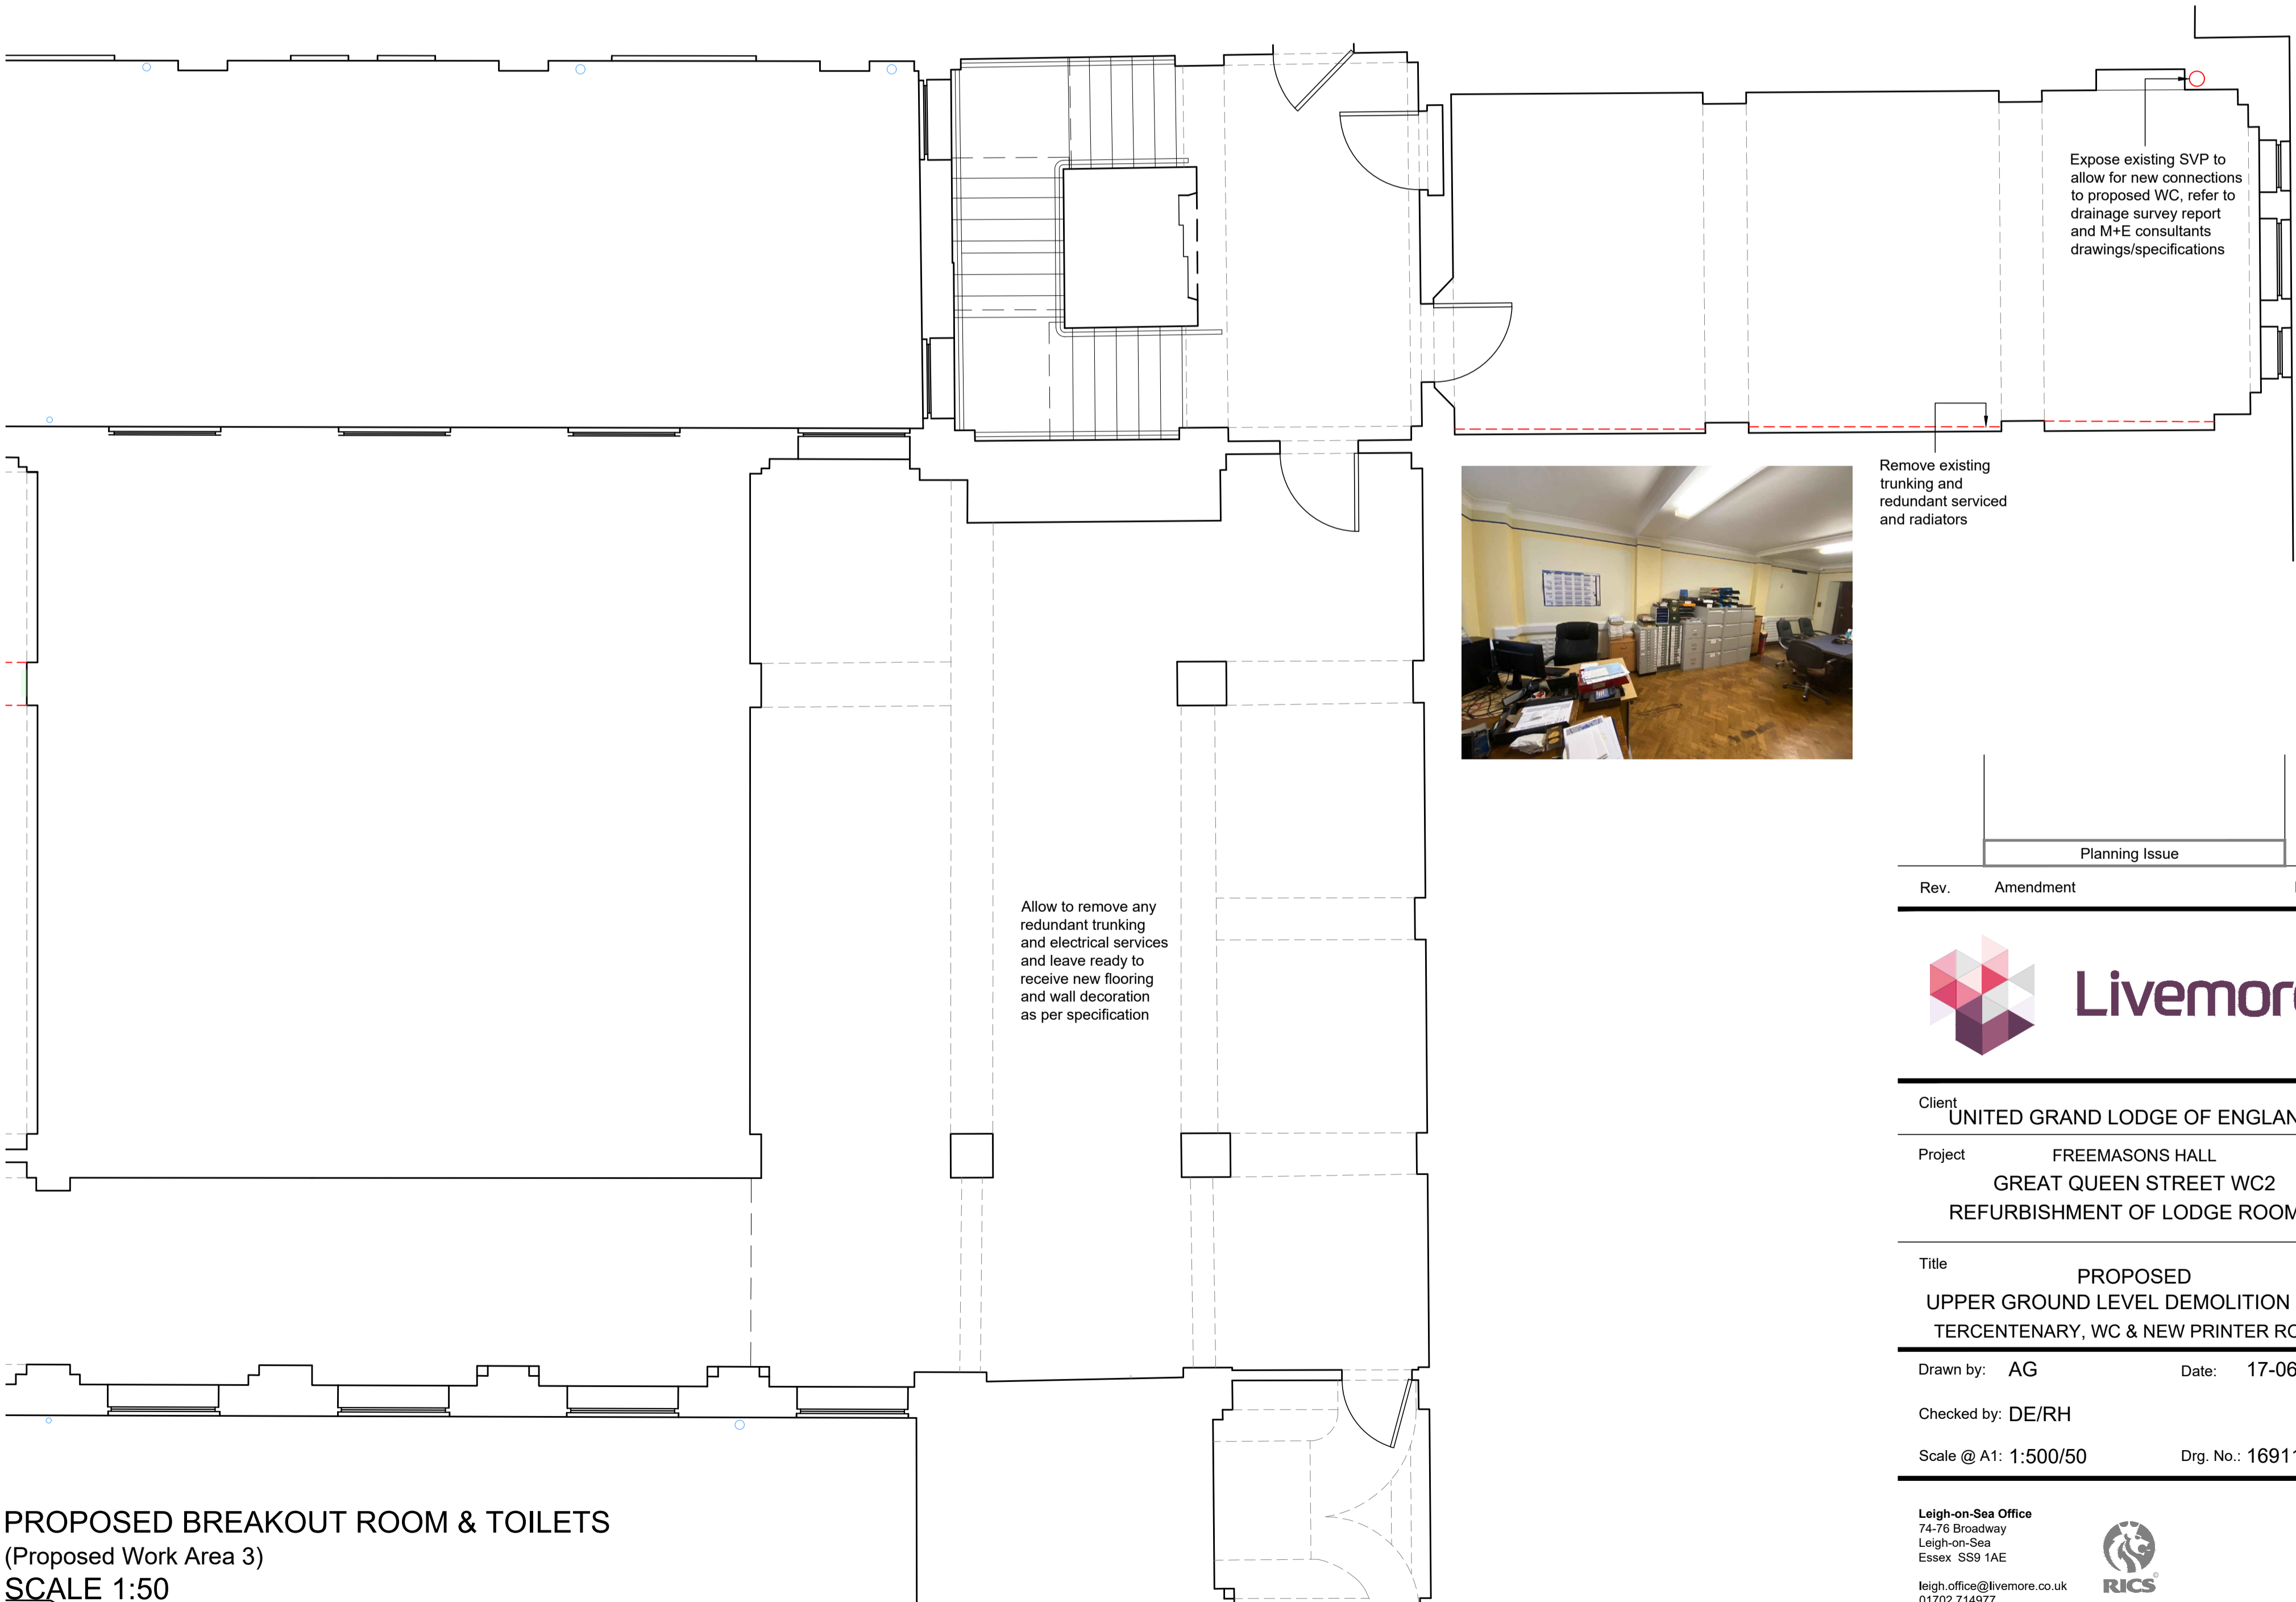 Expose existing SVP to
allow for new connections
to proposed WC, refer to
drainage survey report
and M+E consultants
drawings/specifications
Remove existing
trunking and
redundant serviced
and radiators
Allow to remove any
redundant trunking
and electrical services
and leave ready to
receive new flooring
and wall decoration
as per specification
PROPOSED BREAKOUT ROOM & TOILETS
(Proposed Work Area 3)
SCALE 1:50
Planning Issue
Rev. Amendment
Livemor
Client
UNITED GRAND LODGE OF ENGLAN
Project FREEMASONS HALL
GREAT QUEEN STREET WC2
REFURBISHMENT OF LODGE ROOM
Title
PROPOSED
UPPER GROUND LEVEL DEMOLITION
TERCENTENARY, WC & NEW PRINTER RO
Drawn by: AG Date: 17-06
Checked by: DE/RH
Scale @ A1: 1:500/50 Drg. No.: 1691
Leigh-on-Sea Office
74-76 Broadway
Leigh-on-Sea
Essex SS9 1AE
leigh.office@livemore.co.uk
01702 714977
RICS